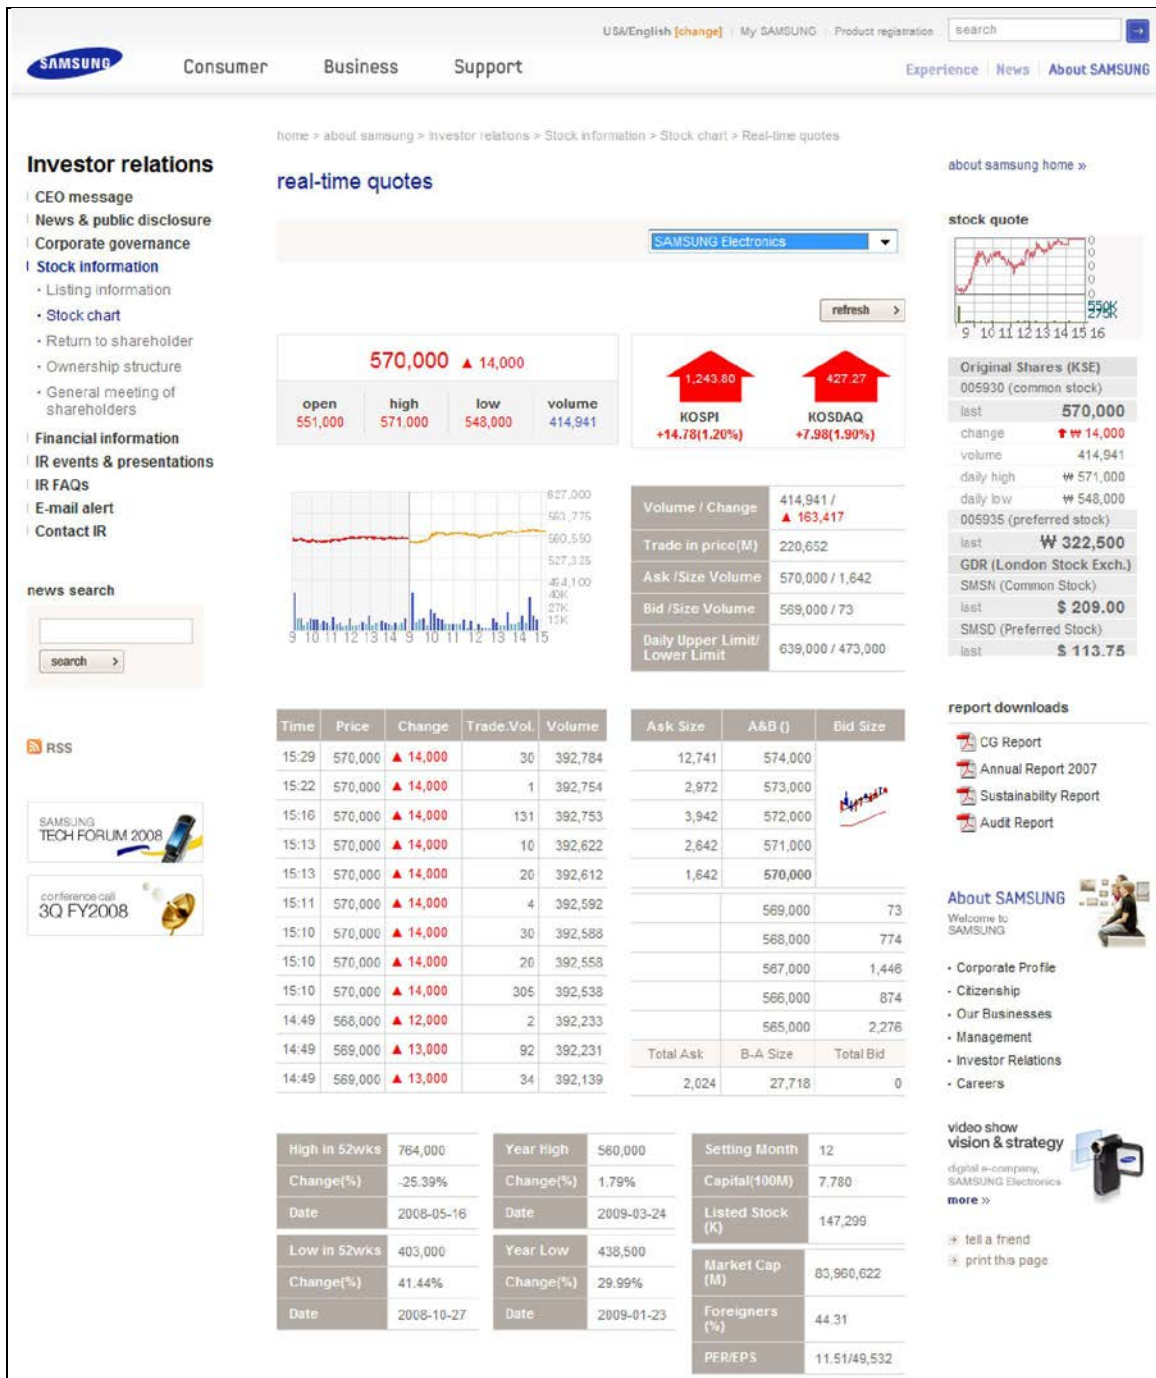 USA/English [change] My SAMSUNG Product registration search
SAMSUNG Consumer Business Support
Experience News About SAMSUNG
home > about samsung > investor relations > Stock information > Stock chart > Real-time quotes
Investor relations
CEO message
News & public disclosure
Corporate governance
Stock information
· Listing information
· Stock chart
· Return to shareholder
· Ownership structure
· General meeting of
shareholders
Financial information
IR events & presentations
IR FAQs
E-mail alert
Contact IR
news search
search >
RSS
SAMSUNG
TECH FORUM 2008
conference call
3Q FY2008
real-time quotes
SAMSUNG Electronics
refresh >
570,000 ▲ 14,000
open high low volume
551,000 571,000 548,000 414,941
1,243.80 427.27
KOSPI KOSDAQ
+14.78(1.20%) +7.98(1.90%)
627,000
593,775
560,550
527,325
494,100
40K
27K
13K
9 10 11 12 13 14 9 10 11 12 13 14 15
Volume / Change 414,941 /
▲ 163,417
Trade in price(M) 220,652
Ask /Size Volume 570,000 / 1,642
Bid /Size Volume 569,000 / 73
Daily Upper Limit/
Lower Limit 639,000 / 473,000
Time Price Change Trade.Vol. Volume
15:29 570,000 ▲ 14,000 30 392,784
15:22 570,000 ▲ 14,000 1 392,754
15:16 570,000 ▲ 14,000 131 392,753
15:13 570,000 ▲ 14,000 10 392,622
15:13 570,000 ▲ 14,000 20 392,612
15:11 570,000 ▲ 14,000 4 392,592
15:10 570,000 ▲ 14,000 30 392,588
15:10 570,000 ▲ 14,000 20 392,558
15:10 570,000 ▲ 14,000 305 392,538
14:49 568,000 ▲ 12,000 2 392,233
14:49 569,000 ▲ 13,000 92 392,231
14:49 569,000 ▲ 13,000 34 392,139
Ask Size A&B () Bid Size
12,741 574,000
2,972 573,000
3,942 572,000
2,642 571,000
1,642 570,000
569,000 73
568,000 774
567,000 1,446
566,000 874
565,000 2,276
Total Ask B-A Size Total Bid
2,024 27,718 0
High in 52wks 764,000
Change(%) -25.39%
Date 2008-05-16
Low in 52wks 403,000
Change(%) 41.44%
Date 2008-10-27
Year High 560,000
Change(%) 1.79%
Date 2009-03-24
Year Low 438,500
Change(%) 29.99%
Date 2009-01-23
Setting Month 12
Capital(100M) 7.780
Listed Stock
(K) 147,299
Market Cap
(M) 83,960,622
Foreigners
(%) 44.31
PER/EPS 11.51/49,532
about samsung home »
stock quote
0
0
0
0
0
550K
275K
9 10 11 12 13 14 15 16
Original Shares (KSE)
005930 (common stock)
last 570,000
change ₩ 14,000
volume 414,941
daily high ₩ 571,000
daily low ₩ 548,000
005935 (preferred stock)
last ₩ 322,500
GDR (London Stock Exch.)
SMSN (Common Stock)
last $ 209.00
SMSD (Preferred Stock)
last $ 113.75
report downloads
CG Report
Annual Report 2007
Sustainability Report
Audit Report
About SAMSUNG
Welcome to
SAMSUNG
· Corporate Profile
· Citizenship
· Our Businesses
· Management
· Investor Relations
· Careers
video show
vision & strategy
digital e-company,
SAMSUNG Electronics
more »
tell a friend
print this page